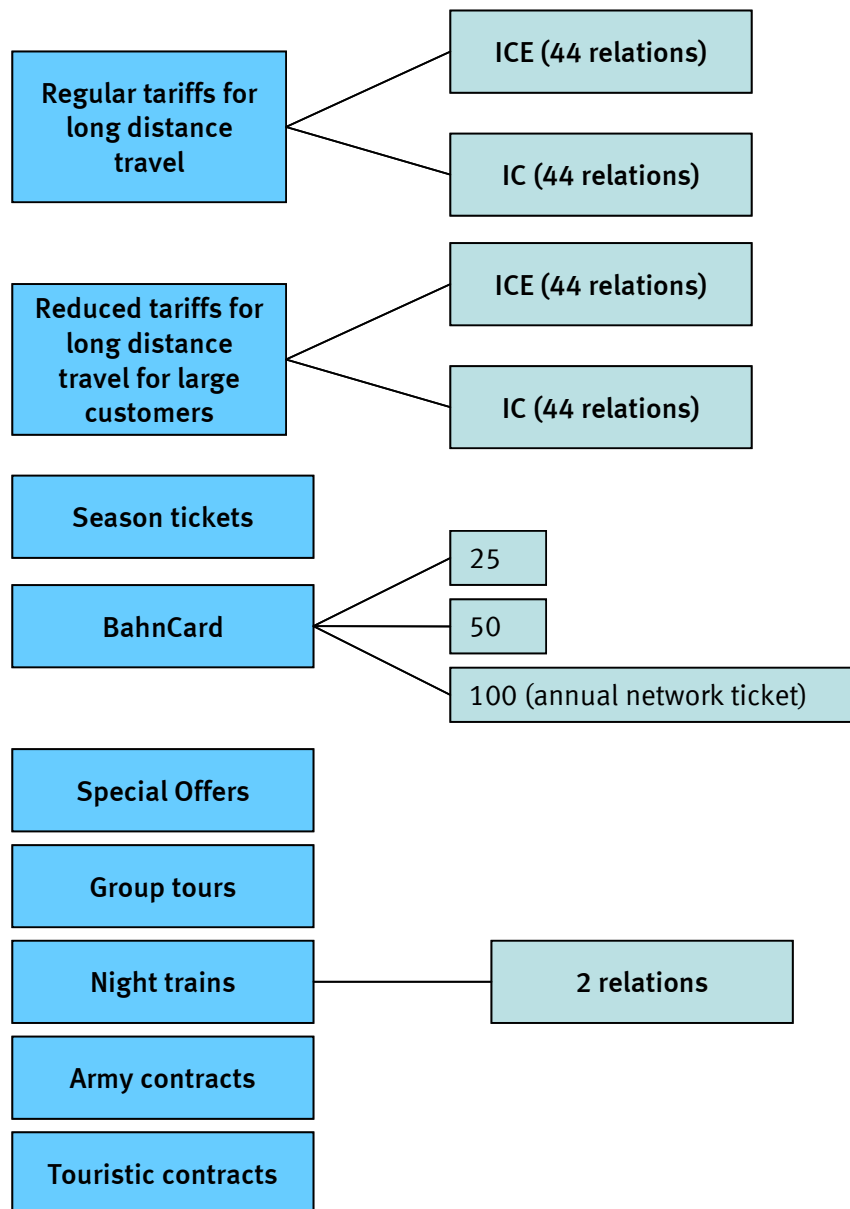 Regular tariffs for
long distance
travel
ICE (44 relations)
IC (44 relations)
Reduced tariffs for
long distance
travel for large
customers
ICE (44 relations)
IC (44 relations)
Season tickets
BahnCard
25
50
100 (annual network ticket)
Special Offers
Group tours
Night trains
2 relations
Army contracts
Touristic contracts